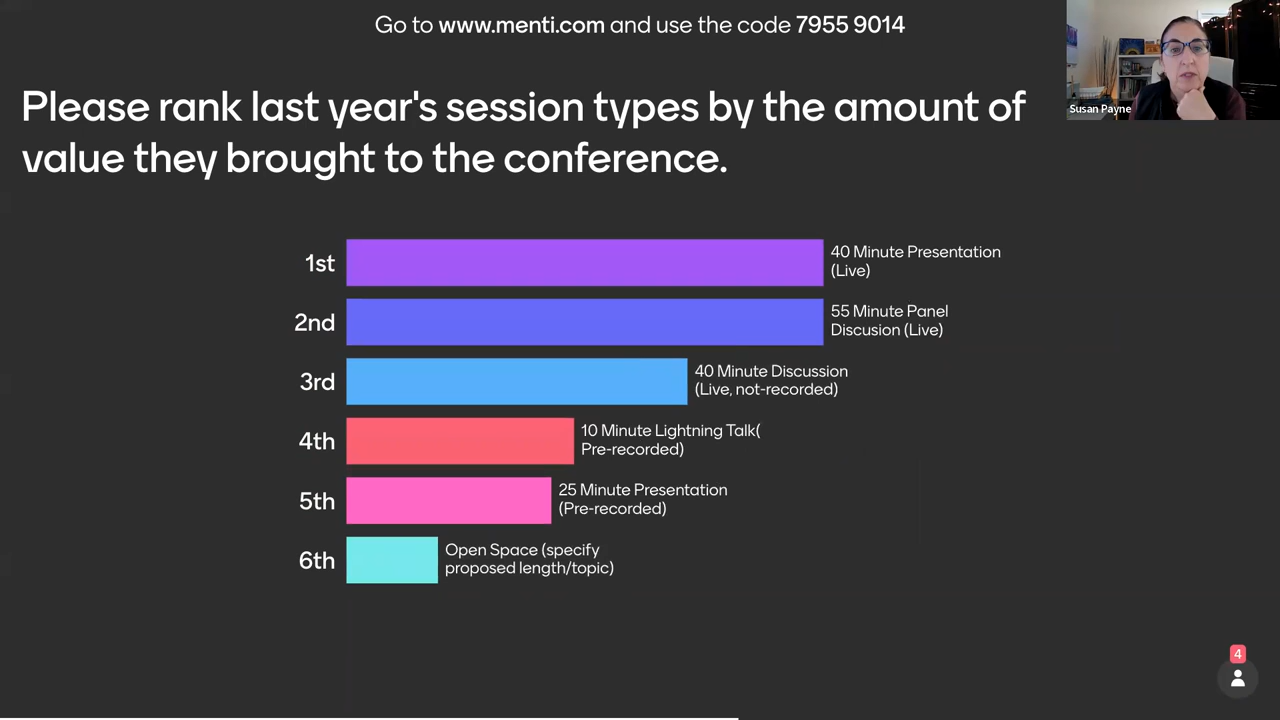 Go to www.menti.com and use the code 7955 9014
Susan Payne
Please rank last year's session types by the amount of
value they brought to the conference.
1st
40 Minute Presentation
(Live)
2nd
55 Minute Panel
Discusion (Live)
3rd
40 Minute Discussion
(Live, not-recorded)
4th
10 Minute Lightning Talk(
Pre-recorded)
5th
25 Minute Presentation
(Pre-recorded)
6th
Open Space (specify
proposed length/topic)
4